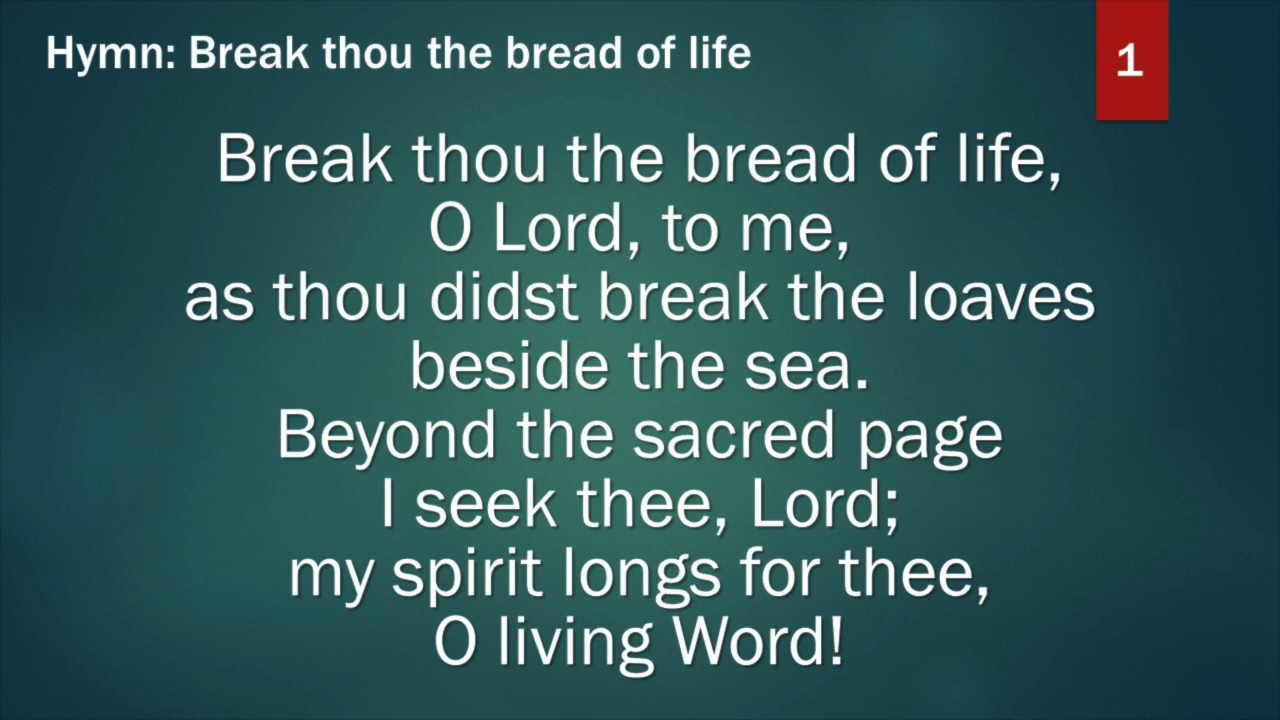 Hymn: Break thou the bread of life
1
Break thou the bread of life,
O Lord, to me,
as thou didst break the loaves
beside the sea.
Beyond the sacred page
I seek thee, Lord;
my spirit longs for thee,
O living Word!